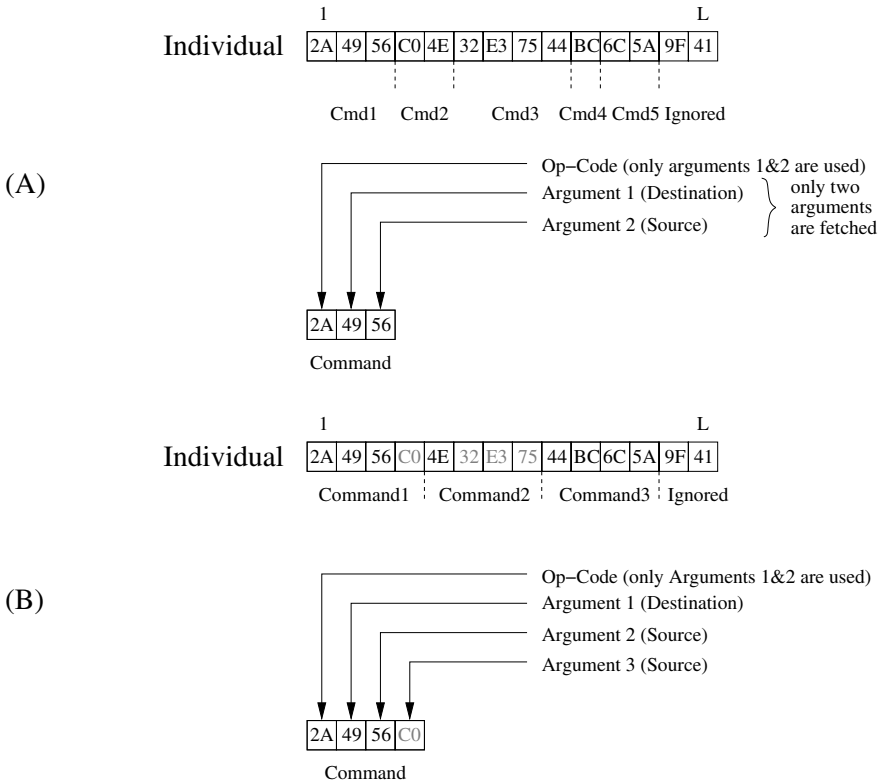 1 L
Individual 2A 49 56 C0 4E 32 E3 75 44 BC 6C 5A 9F 41
Cmd1 Cmd2 Cmd3 Cmd4 Cmd5 Ignored
(A)
Op−Code (only arguments 1&2 are used)
Argument 1 (Destination)
Argument 2 (Source)
only two
arguments
are fetched
2A 49 56
Command
1 L
Individual 2A 49 56 C0 4E 32 E3 75 44 BC 6C 5A 9F 41
Command1 Command2 Command3 Ignored
(B)
Op−Code (only Arguments 1&2 are used)
Argument 1 (Destination)
Argument 2 (Source)
Argument 3 (Source)
2A 49 56 C0
Command